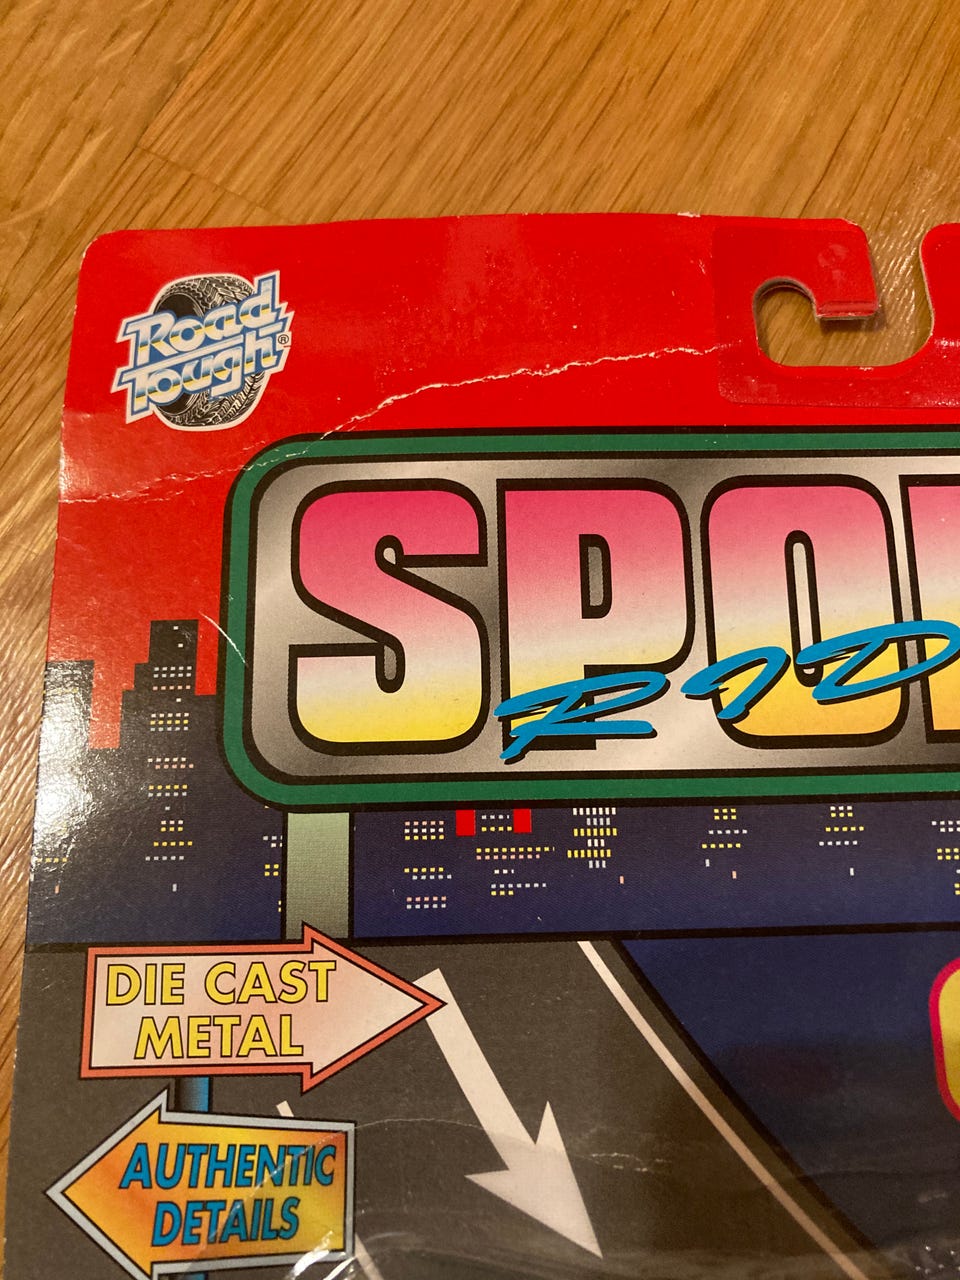 Road
Tough®
SPO
RID
DIE CAST
METAL
AUTHENTIC
DETAILS